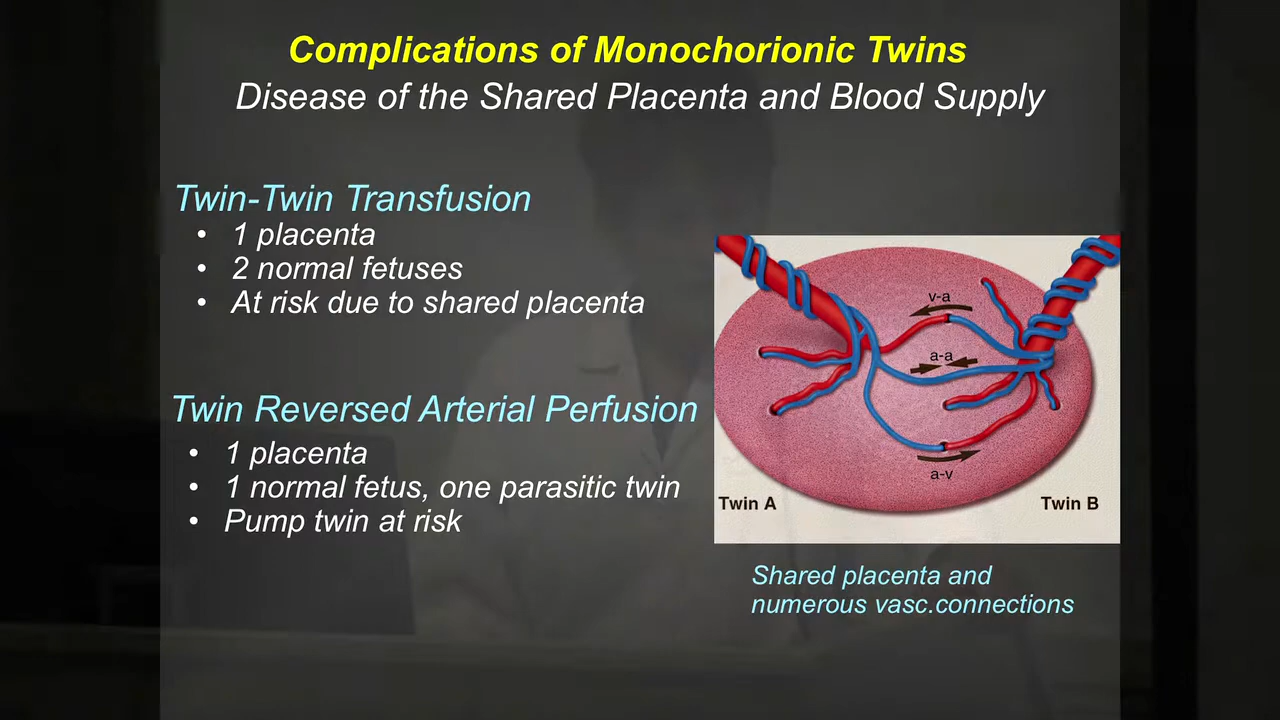 Complications of Monochorionic Twins
Disease of the Shared Placenta and Blood Supply
Twin-Twin Transfusion
• 1 placenta
• 2 normal fetuses
• At risk due to shared placenta
Twin Reversed Arterial Perfusion
• 1 placenta
• 1 normal fetus, one parasitic twin
• Pump twin at risk
v-a
a-a
a-v
Twin A
Twin B
Shared placenta and
numerous vasc.connections